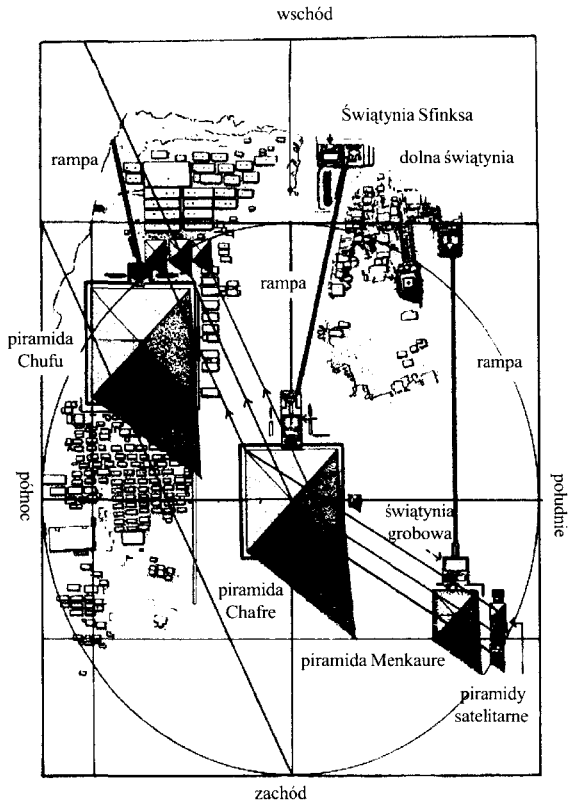 wschód
Świątynia Sfinksa
rampa
dolna świątynia
rampa
piramida
Chufu
rampa
północ
południe
świątynia
grobowa
piramida
Chafre
piramida Menkaure
piramidy
satelitarne
zachód